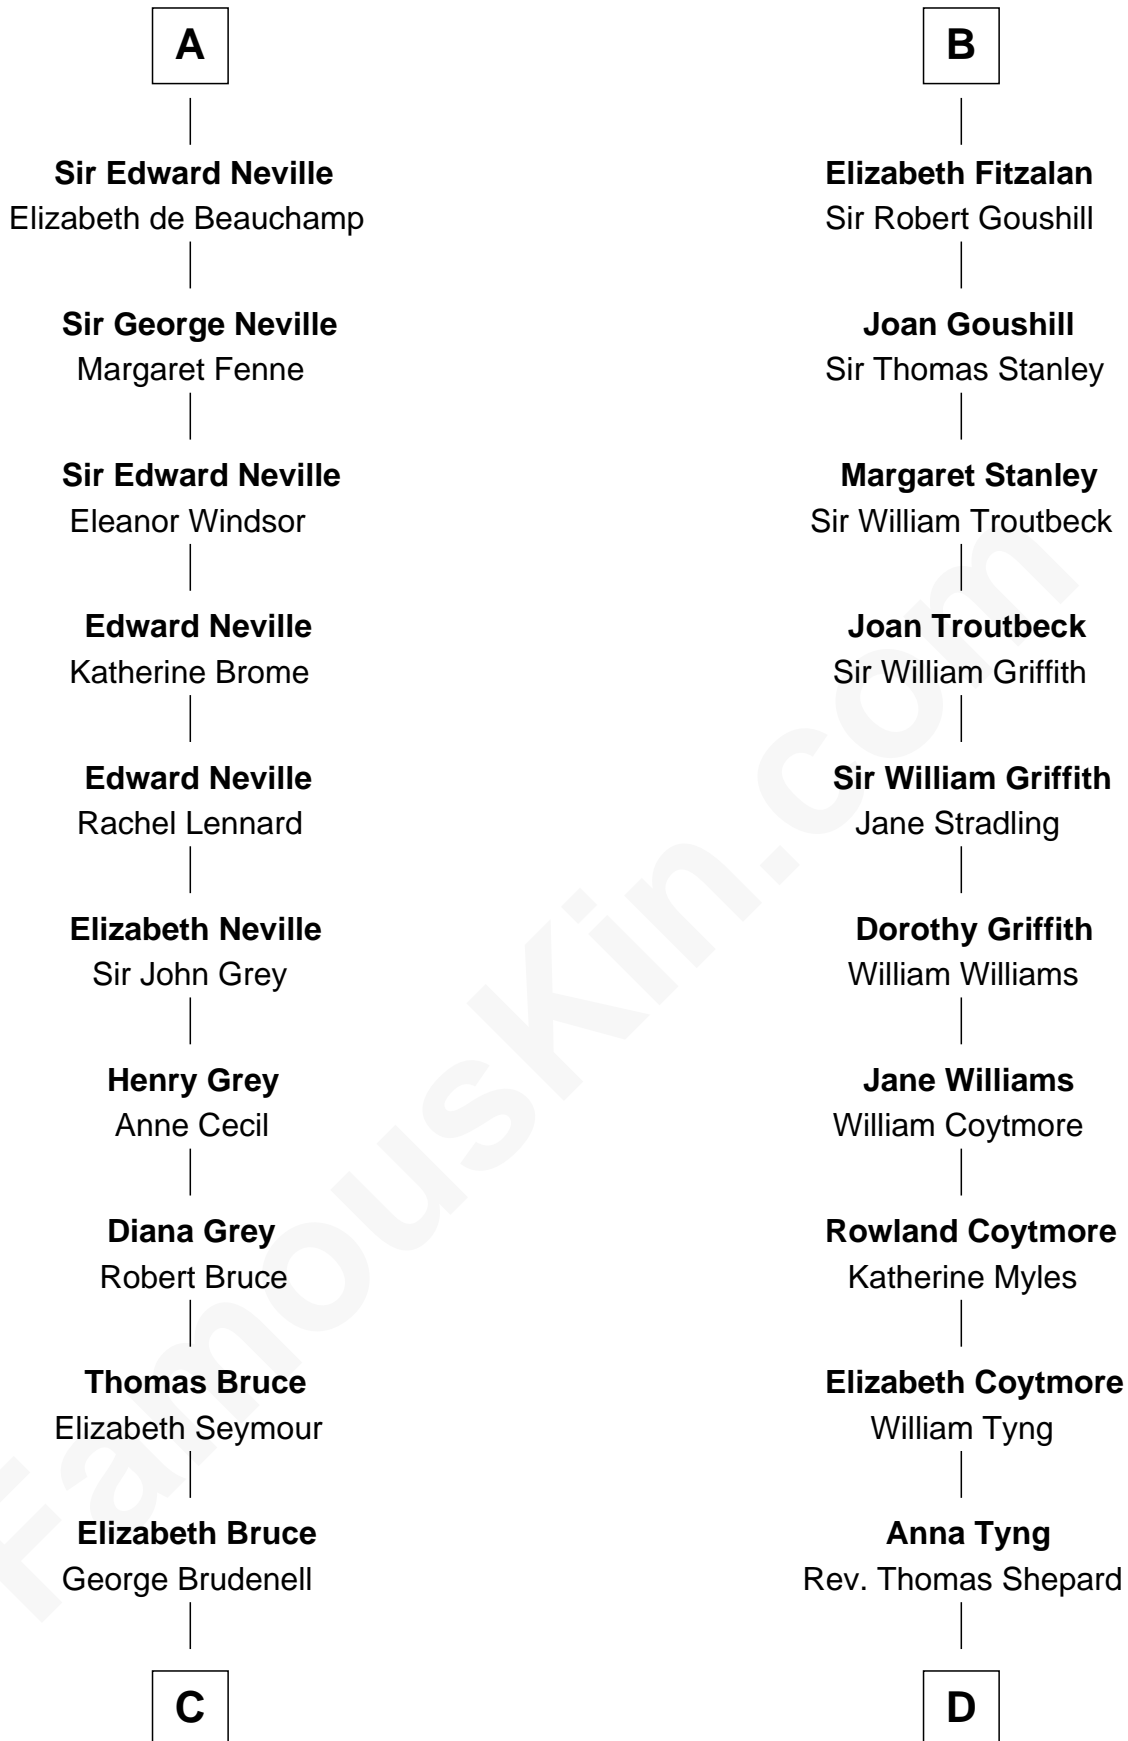 A
Sir Edward Neville
Elizabeth de Beauchamp
Sir George Neville
Margaret Fenne
Sir Edward Neville
Eleanor Windsor
Edward Neville
Katherine Brome
Edward Neville
Rachel Lennard
Elizabeth Neville
Sir John Grey
Henry Grey
Anne Cecil
Diana Grey
Robert Bruce
Thomas Bruce
Elizabeth Seymour
Elizabeth Bruce
George Brudenell
C
B
Elizabeth Fitzalan
Sir Robert Goushill
Joan Goushill
Sir Thomas Stanley
Margaret Stanley
Sir William Troutbeck
Joan Troutbeck
Sir William Griffith
Sir William Griffith
Jane Stradling
Dorothy Griffith
William Williams
Jane Williams
William Coytmore
Rowland Coytmore
Katherine Myles
Elizabeth Coytmore
William Tyng
Anna Tyng
Rev. Thomas Shepard
D
FamousKin.com